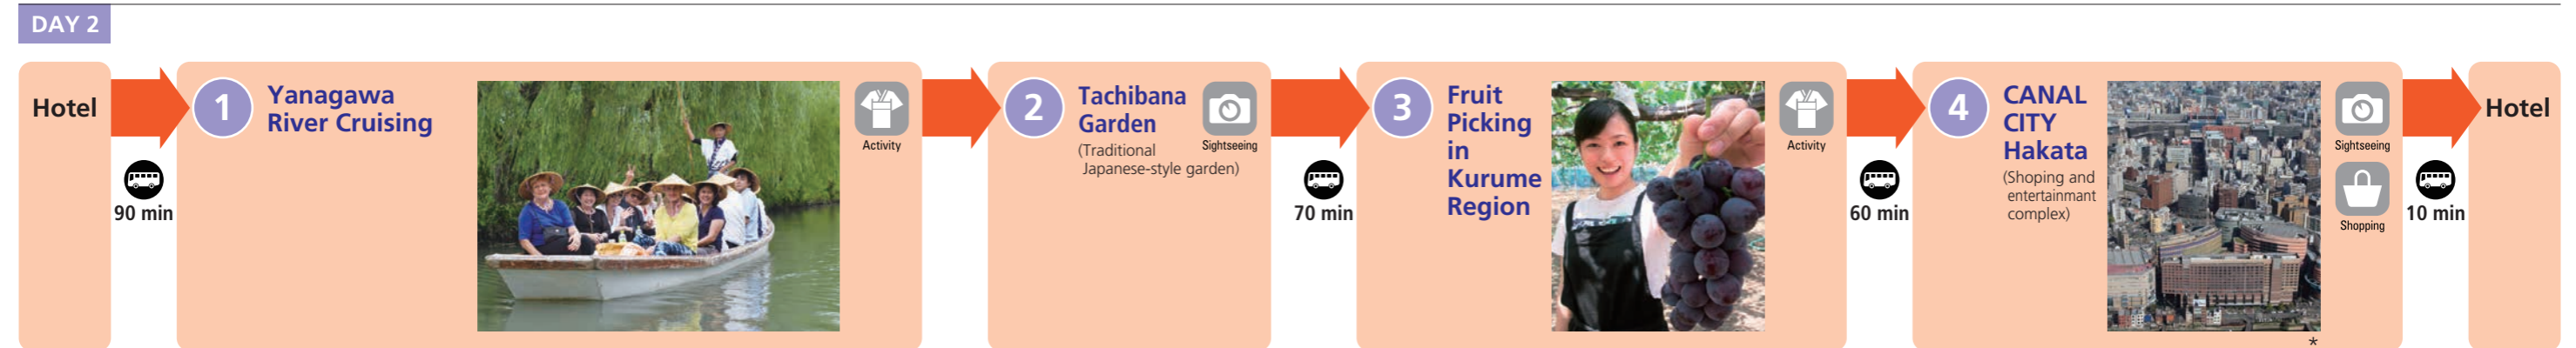 DAY 2
Hotel
90 min
1
Yanagawa
River Cruising
Activity
2
Tachibana
Garden
(Traditional
Japanese-style garden)
Sightseeing
70 min
3
Fruit
Picking
in
Kurume
Region
Activity
60 min
4
CANAL
CITY
Hakata
(Shoping and
entertainmant
complex)
Sightseeing
Shopping
*
10 min
Hotel